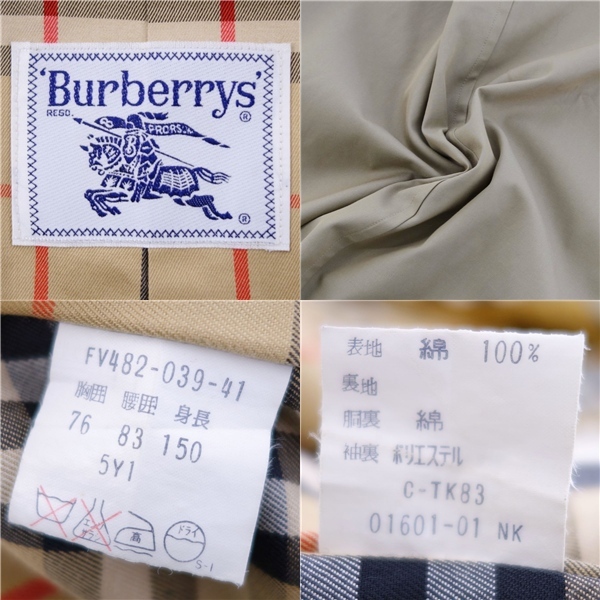 'Burberrys'
REGD.
®
PRORSUM
®
FV482-039-41
胸囲 腰囲 身長
76 83 150
5Y1
高
ドライ
S-1
表地 綿 100%
裏地
胴裏 綿
袖裏 ポリエステル
C-TK83
01601-01 NK